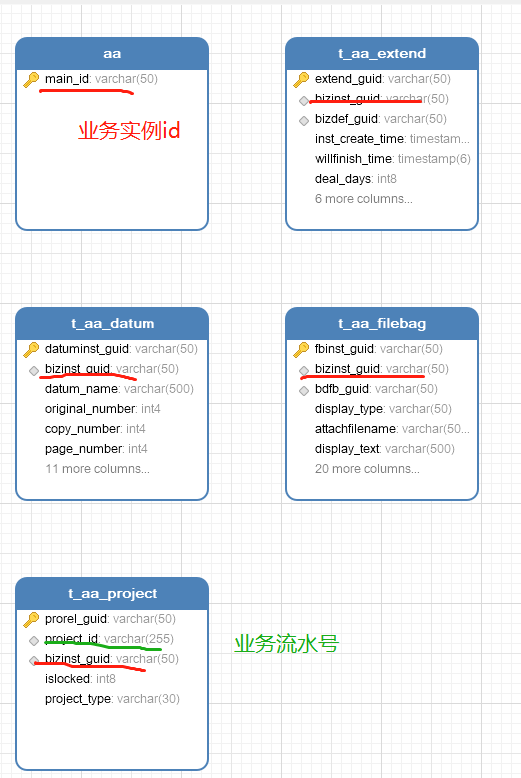 aa
main_id: varchar(50)
业务实例id
t_aa_extend
extend_guid: varchar(50)
bizinst_guid: varchar(50)
bizdef_guid: varchar(50)
inst_create_time: timestam...
willfinish_time: timestamp(6)
deal_days: int8
6 more columns...
t_aa_datum
datuminst_guid: varchar(50)
bizinst_guid: varchar(50)
datum_name: varchar(500)
original_number: int4
copy_number: int4
page_number: int4
11 more columns...
t_aa_filebag
fbinst_guid: varchar(50)
bizinst_guid: varchar(50)
bdfb_guid: varchar(50)
display_type: varchar(50)
attachfilename: varchar(50...
display_text: varchar(500)
20 more columns...
t_aa_project
prorel_guid: varchar(50)
project_id: varchar(255)
bizinst_guid: varchar(50)
islocked: int8
project_type: varchar(30)
业务流水号